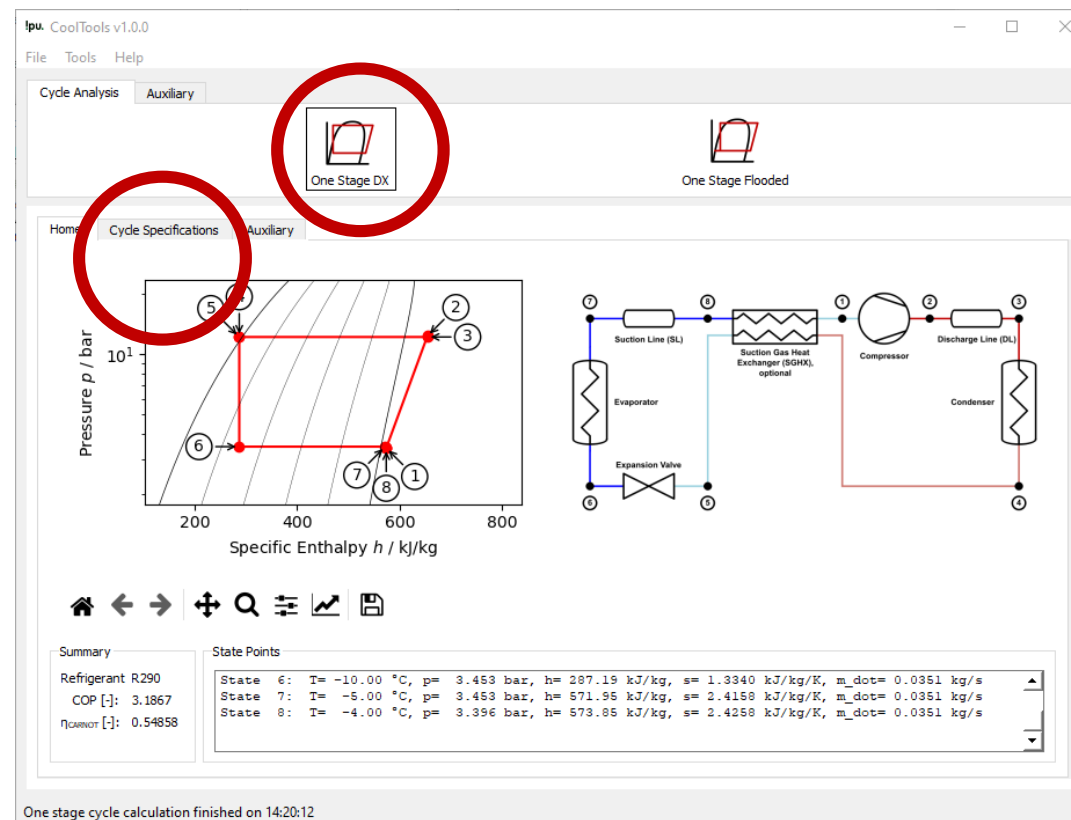 !pu. CoolTools v1.0.0
File Tools Help
Cycle Analysis Auxiliary
One Stage DX
One Stage Flooded
Home Cycle Specifications Auxiliary
5 4
2
3
6
7
8
1
Pressure p / bar
10¹
200 400 600 800
Specific Enthalpy h / kJ/kg
7 8 1 2 3
Suction Line (SL)
Suction Gas Heat
Exchanger (SGHX),
optional
Compressor
Discharge Line (DL)
Evaporator
Condenser
Expansion Valve
6 5 4
Summary
Refrigerant R290
COP [-]: 3.1867
ηCARNOT [-]: 0.54858
State Points
State 6: T= -10.00 °C, p= 3.453 bar, h= 287.19 kJ/kg, s= 1.3340 kJ/kg/K, m_dot= 0.0351 kg/s
State 7: T= -5.00 °C, p= 3.453 bar, h= 571.95 kJ/kg, s= 2.4158 kJ/kg/K, m_dot= 0.0351 kg/s
State 8: T= -4.00 °C, p= 3.396 bar, h= 573.85 kJ/kg, s= 2.4258 kJ/kg/K, m_dot= 0.0351 kg/s
One stage cycle calculation finished on 14:20:12